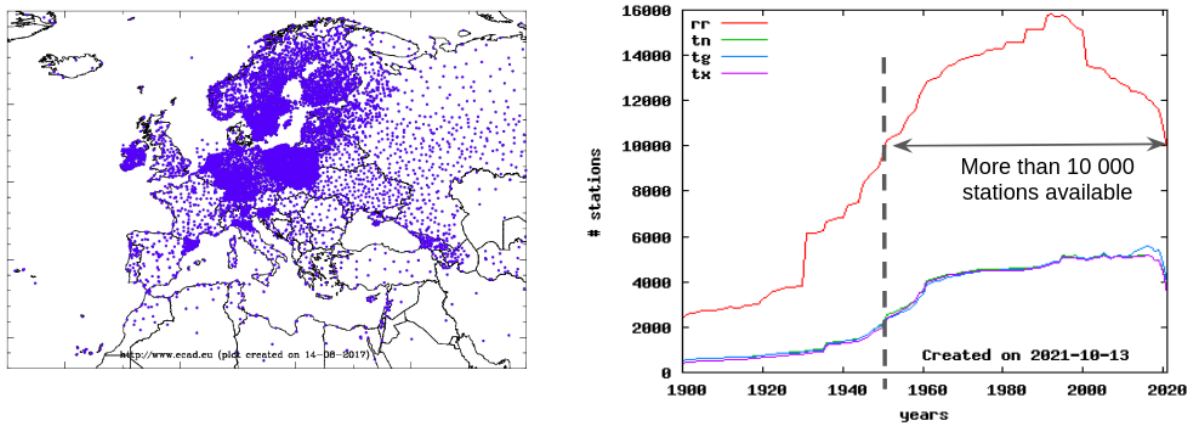 http://www.ecad.eu (plot created on 14-08-2017)
16000
14000
12000
10000
8000
6000
4000
2000
0
# stations
rr
tn
tg
tx
More than 10 000
stations available
Created on 2021-10-13
1900
1920
1940
1960
1980
2000
2020
years